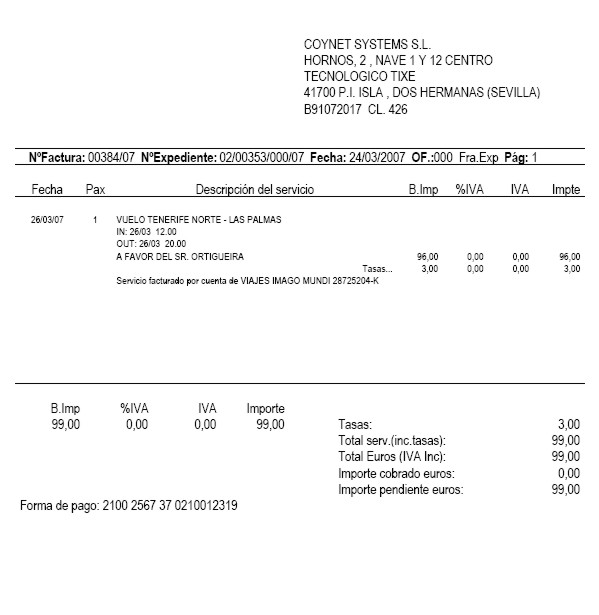 COYNET SYSTEMS S.L.
HORNOS, 2 , NAVE 1 Y 12 CENTRO
TECNOLOGICO TIXE
41700 P.I. ISLA , DOS HERMANAS (SEVILLA)
B91072017 CL. 426
NºFactura: 00384/07 NºExpediente: 02/00353/000/07 Fecha: 24/03/2007 OF.:000 Fra.Exp Pág: 1
Fecha Pax Descripción del servicio B.Imp %IVA IVA Impte
26/03/07 1 VUELO TENERIFE NORTE - LAS PALMAS
IN: 26/03 12.00
OUT: 26/03 20.00
A FAVOR DEL SR. ORTIGUEIRA 96,00 0,00 0,00 96,00
Tasas... 3,00 0,00 0,00 3,00
Servicio facturado por cuenta de VIAJES IMAGO MUNDI 28725204-K
B.Imp %IVA IVA Importe
99,00 0,00 0,00 99,00
Tasas: 3,00
Total serv.(inc.tasas): 99,00
Total Euros (IVA Inc): 99,00
Importe cobrado euros: 0,00
Importe pendiente euros: 99,00
Forma de pago: 2100 2567 37 0210012319